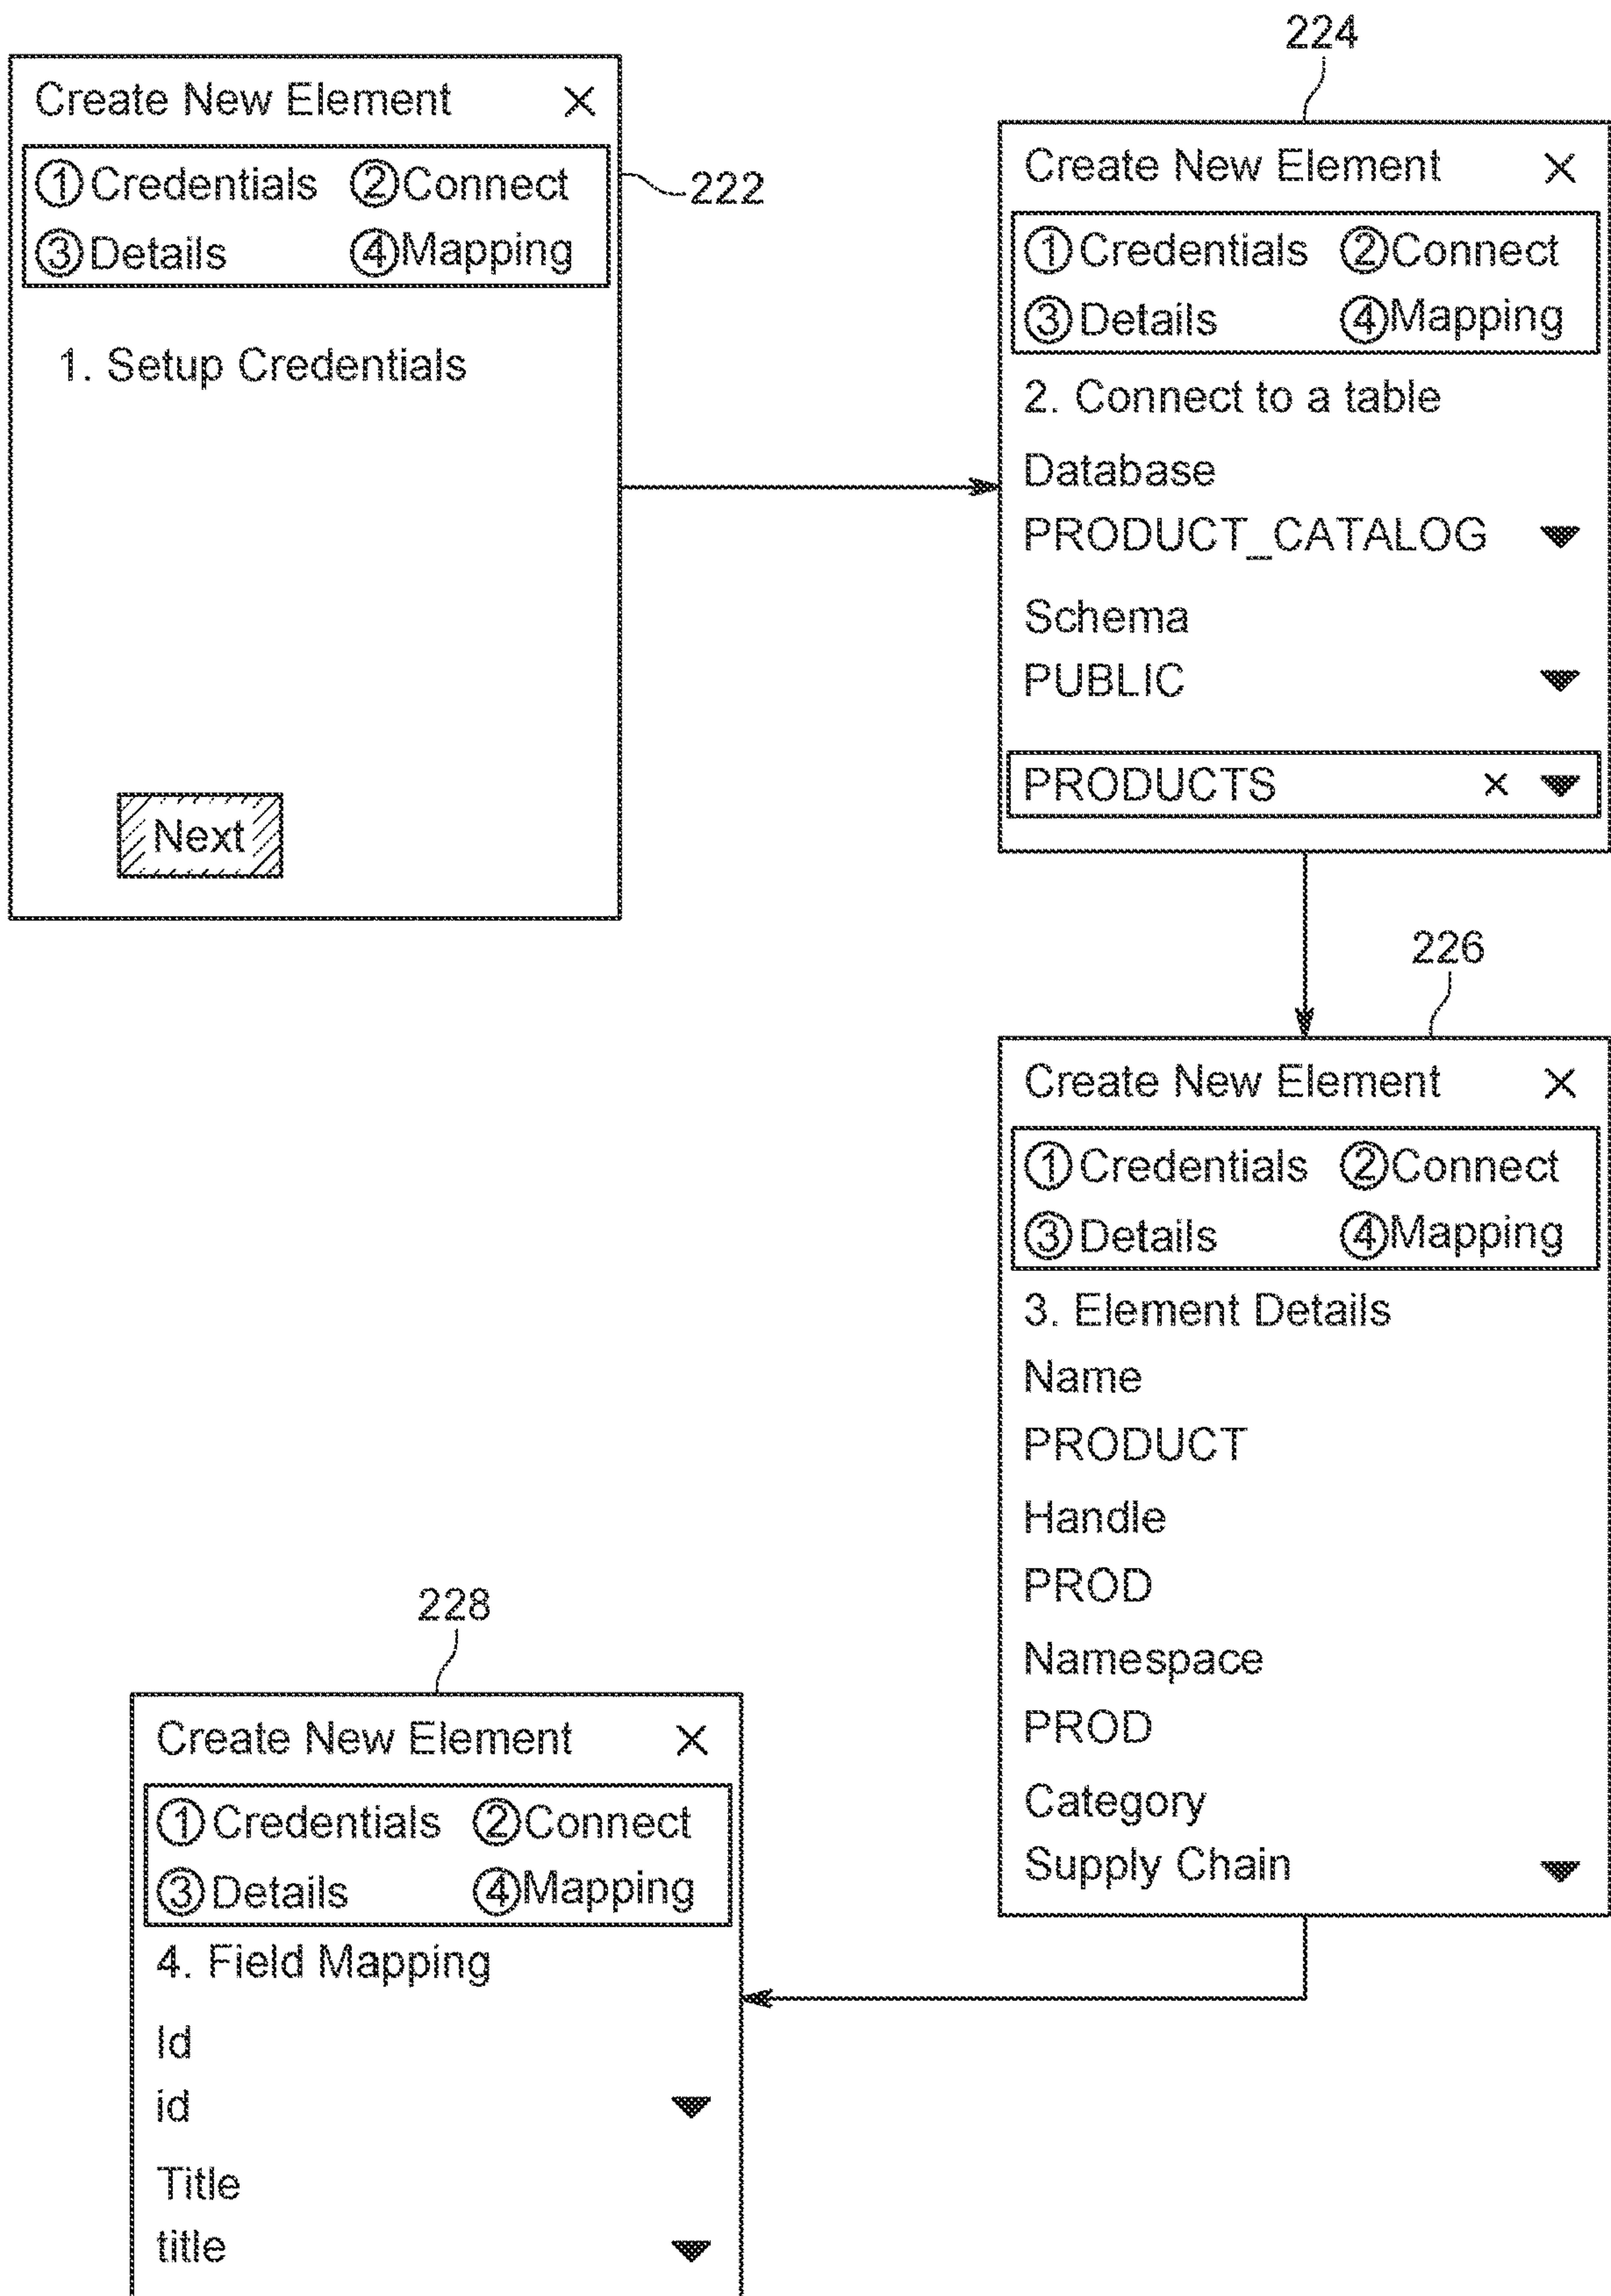 222
Create New Element ×
①Credentials ②Connect
③Details ④Mapping
1. Setup Credentials
Next
224
Create New Element ×
①Credentials ②Connect
③Details ④Mapping
2. Connect to a table
Database
PRODUCT_CATALOG
Schema
PUBLIC
PRODUCTS ×
226
Create New Element ×
①Credentials ②Connect
③Details ④Mapping
3. Element Details
Name
PRODUCT
Handle
PROD
Namespace
PROD
Category
Supply Chain
228
Create New Element ×
①Credentials ②Connect
③Details ④Mapping
4. Field Mapping
Id
id
Title
title